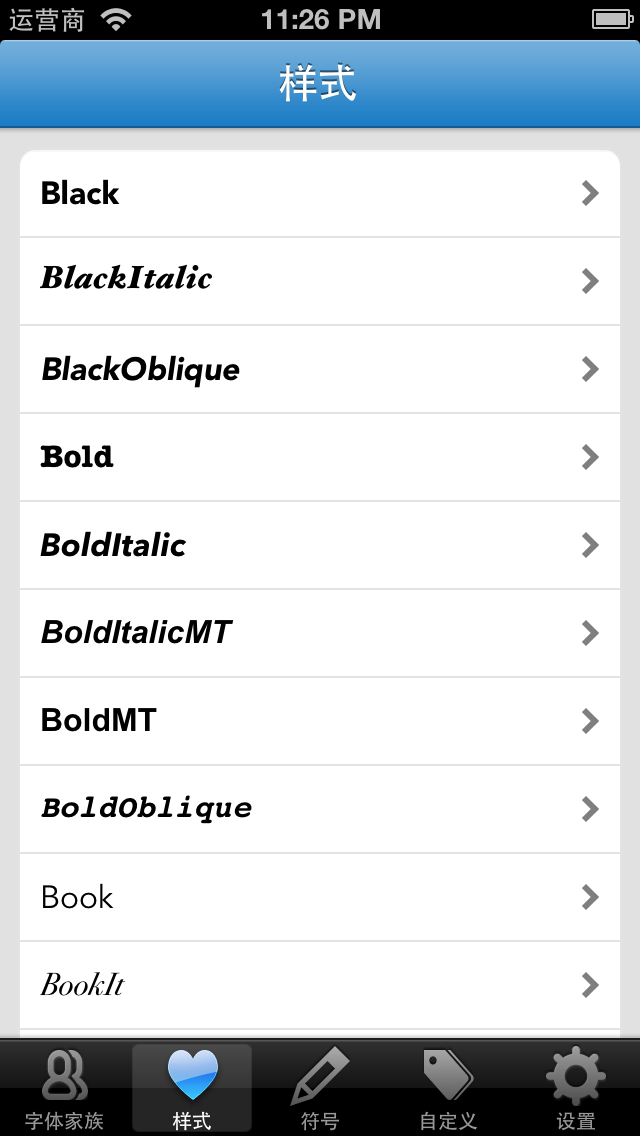 运营商 11:26 PM
样式
Black
BlackItalic
BlackOblique
Bold
BoldItalic
BoldItalicMT
BoldMT
BoldOblique
Book
BookIt
字体家族 样式 符号 自定义 设置